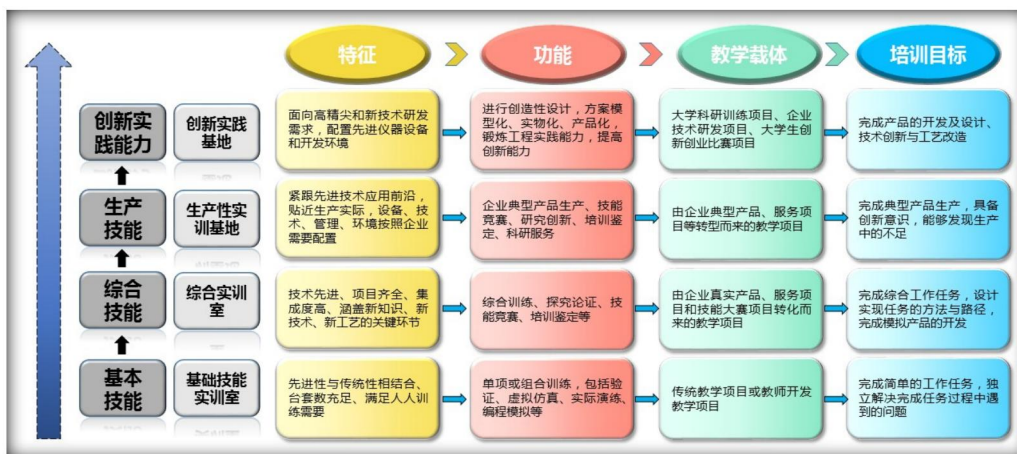 特征
功能
教学载体
培训目标
创新实
践能力
创新实践
基地
面向高精尖和新技术研发
需求，配置先进仪器设备
和开发环境
进行创造性设计，方案模
型化、实物化、产品化，
锻炼工程实践能力，提高
创新能力
大学科研训练项目、企业
技术研发项目、大学生创
新创业比赛项目
完成产品的开发及设计、
技术创新与工艺改造
生产
技能
生产性实
训基地
紧跟先进技术应用前沿，
贴近生产实际，设备、技
术、管理、环境按照企业
需要配置
企业典型产品生产、技能
竞赛、研究创新、培训鉴
定、科研服务
由企业典型产品、服务项
目等转型而来的教学项目
完成典型产品生产，具备
创新意识，能够发现生产
中的不足
综合
技能
综合实训
室
技术先进、项目齐全、集
成度高、涵盖新知识、新
技术、新工艺的关键环节
综合训练、探究论证、技
能竞赛、培训鉴定等
由企业真实产品、服务项
目和技能大赛项目转化而
来的教学项目
完成综合工作任务，设计
实现任务的方法与路径，
完成模拟产品的开发
基本
技能
基础技能
实训室
先进性与传统性相结合、
台套数充足、满足人人训
练需要
单项或组合训练，包括验
证、虚拟仿真、实际演练、
编程模拟等
传统教学项目或教师开发
教学项目
完成简单的工作任务，独
立解决完成任务过程中遇
到的问题